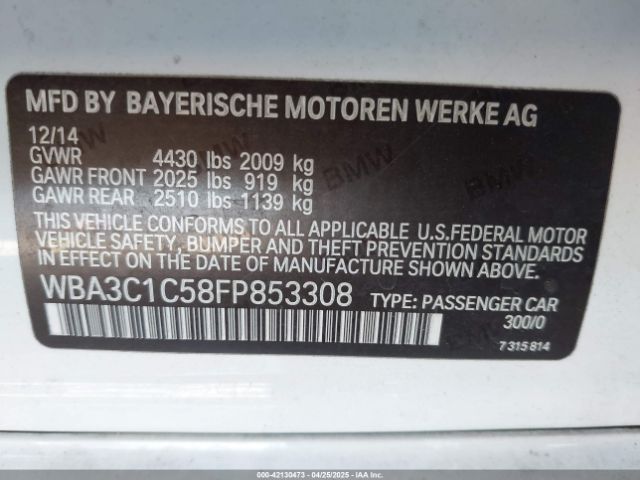 MFD BY BAYERISCHE MOTOREN WERKE AG
12/14
GVWR 4430 lbs 2009 kg
GAWR FRONT 2025 lbs 919 kg
GAWR REAR 2510 lbs 1139 kg
THIS VEHICLE CONFORMS TO ALL APPLICABLE U.S.FEDERAL MOTOR
VEHICLE SAFETY, BUMPER AND THEFT PREVENTION STANDARDS
IN EFFECT ON THE DATE OF MANUFACTURE SHOWN ABOVE.
WBA3C1C58FP853308 TYPE: PASSENGER CAR
300/0
7 315 814
BMW
000-42130473 04/25/2025 IAAI.COM